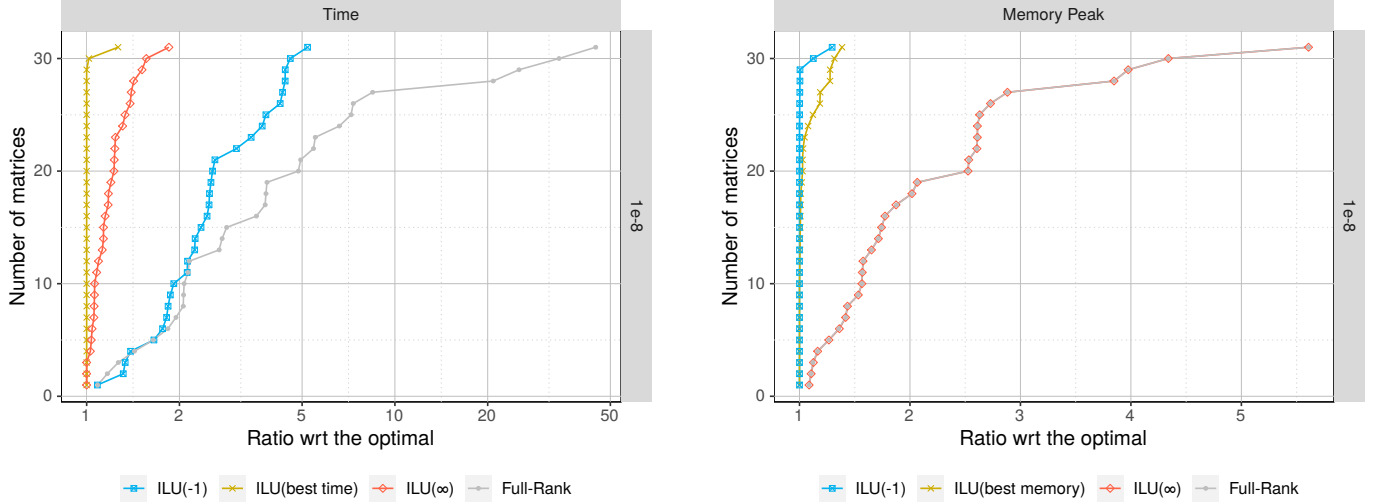 Time
Number of matrices
30
20
10
0
1e-8
1 2 5 10 20 50
Ratio wrt the optimal
ILU(-1) ILU(best time) ILU(∞) Full-Rank
Memory Peak
Number of matrices
30
20
10
0
1e-8
1 2 3 4 5
Ratio wrt the optimal
ILU(-1) ILU(best memory) ILU(∞) Full-Rank